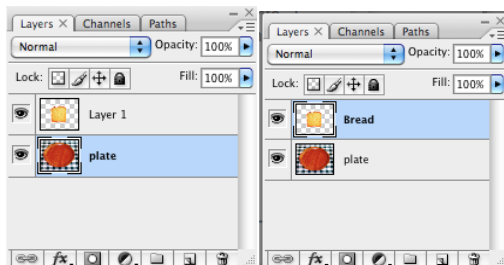 Layers × Channels Paths
Normal Opacity: 100%
Lock: Fill: 100%
Layer 1
plate
fx.
Layers × Channels Paths
Normal Opacity: 100%
Lock: Fill: 100%
Bread
plate
fx.